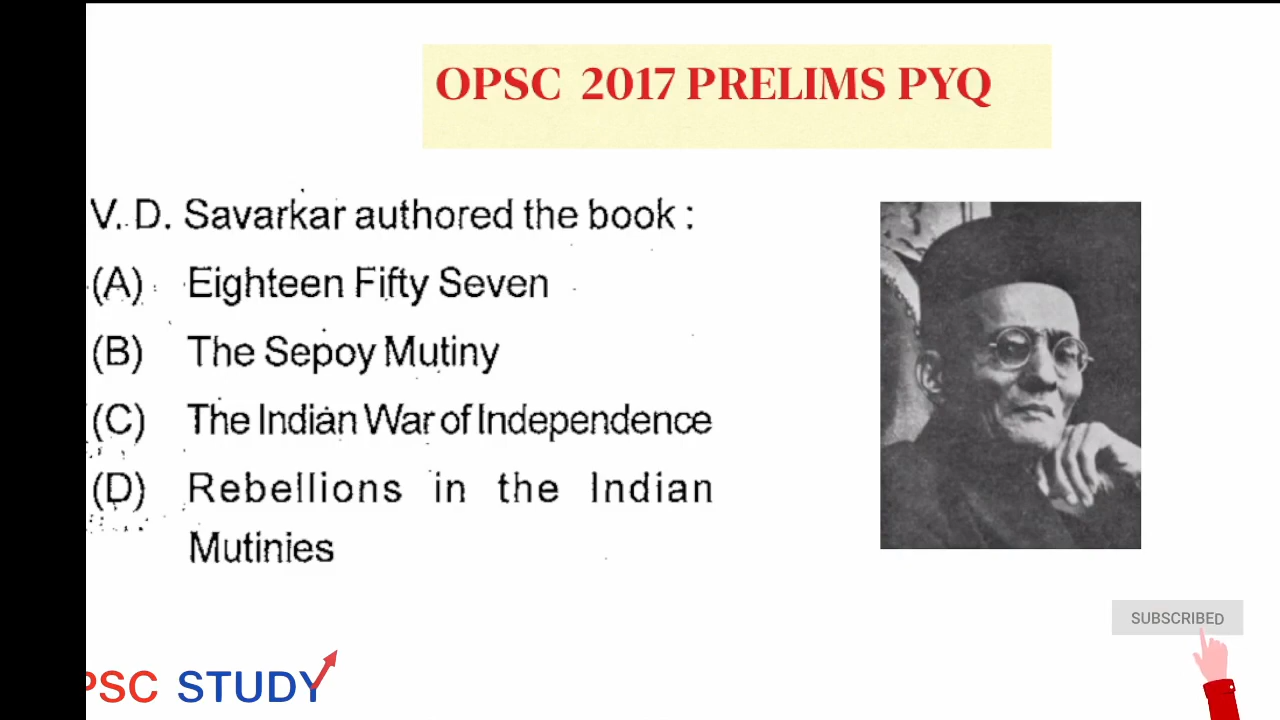 OPSC 2017 PRELIMS PYQ
V. D. Savarkar authored the book :
(A) Eighteen Fifty Seven
(B) The Sepoy Mutiny
(C) The Indian War of Independence
(D) Rebellions in the Indian
Mutinies
SUBSCRIBED
PSC STUDY